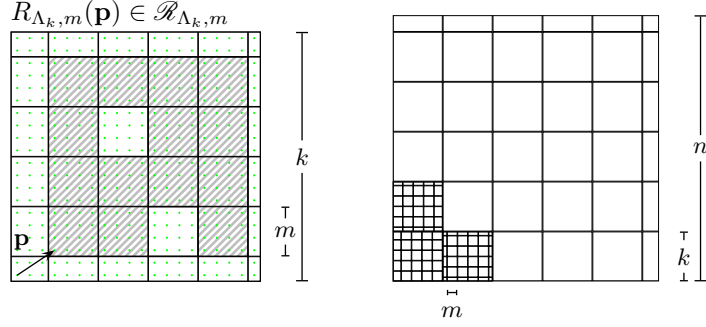 R_{Λ_k,m}(𝐩) ∈ ℛ_{Λ_k,m}
k
m
𝐩
n
k
m